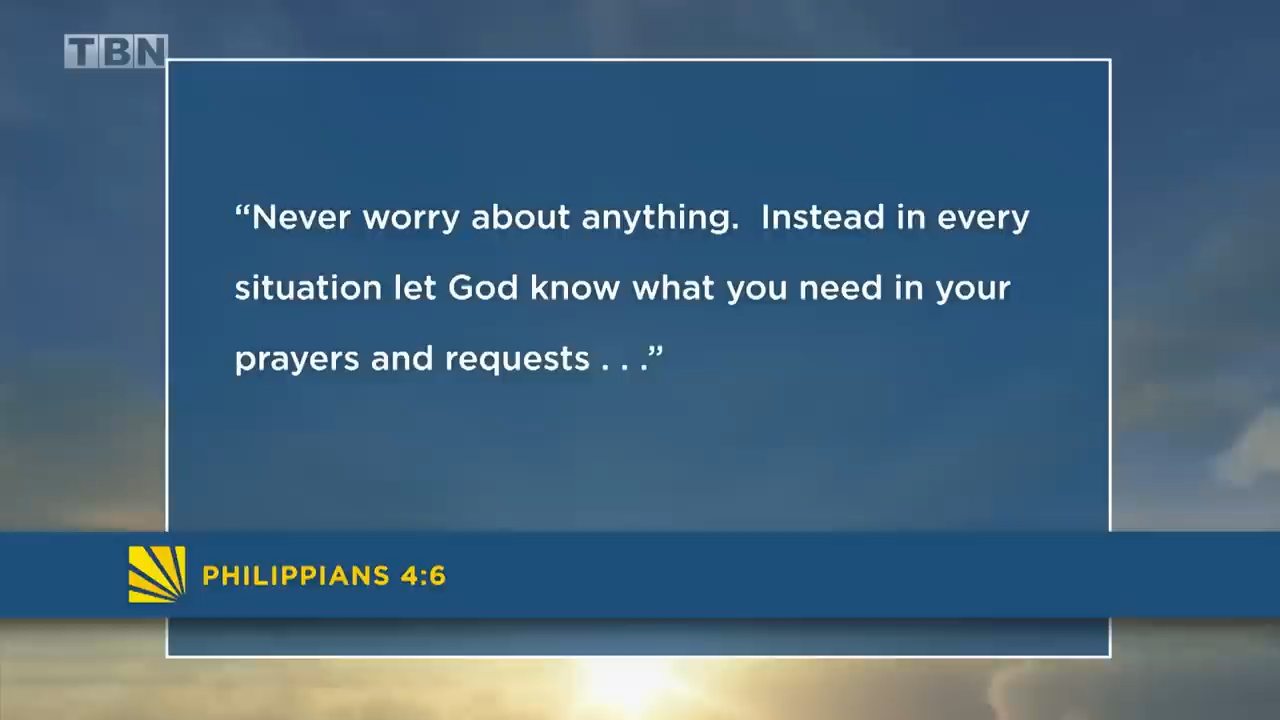 TBN
“Never worry about anything.  Instead in every
situation let God know what you need in your
prayers and requests . . .”
PHILIPPIANS 4:6